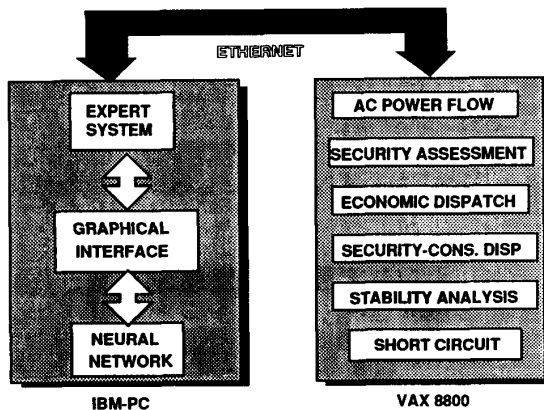 ETHERNET
EXPERT
SYSTEM
GRAPHICAL
INTERFACE
NEURAL
NETWORK
IBM-PC
AC POWER FLOW
SECURITY ASSESSMENT
ECONOMIC DISPATCH
SECURITY-CONS. DISP
STABILITY ANALYSIS
SHORT CIRCUIT
VAX 8800